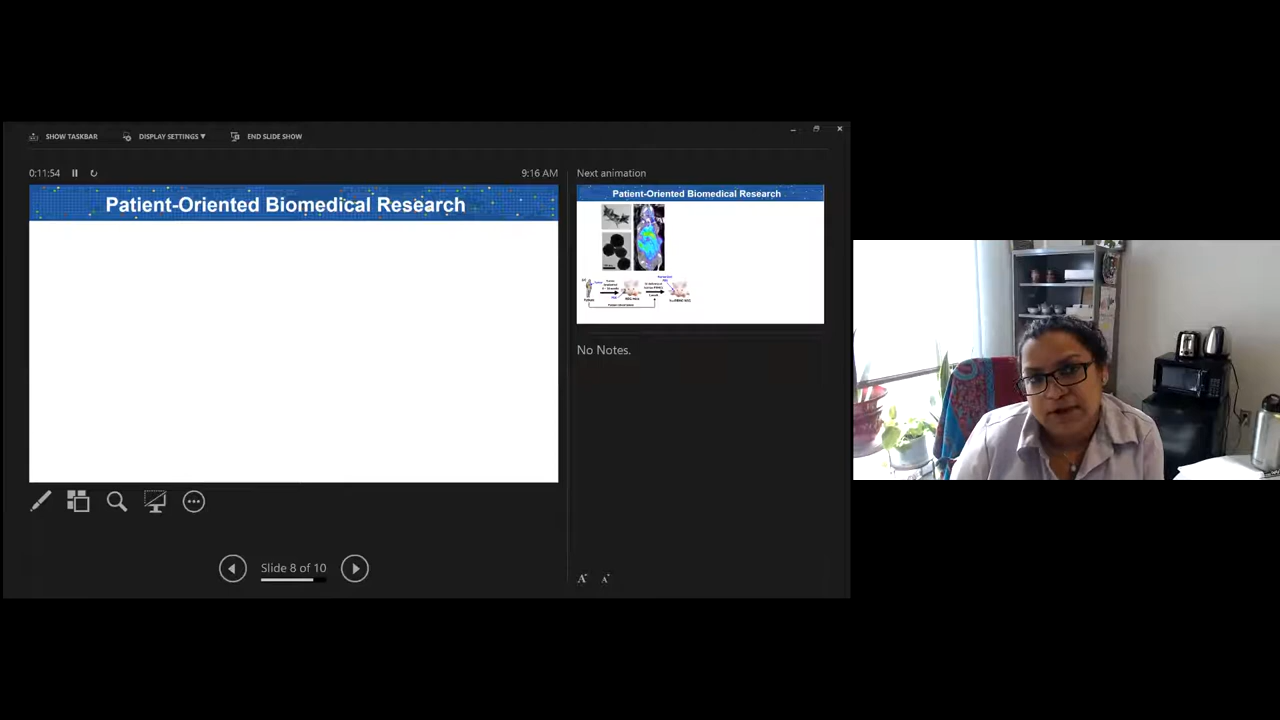 SHOW TASKBAR
DISPLAY SETTINGS ▼
END SLIDE SHOW
0:11:54
9:16 AM
Patient-Oriented Biomedical Research
Slide 8 of 10
Next animation
Patient-Oriented Biomedical Research
No Notes.
A
A